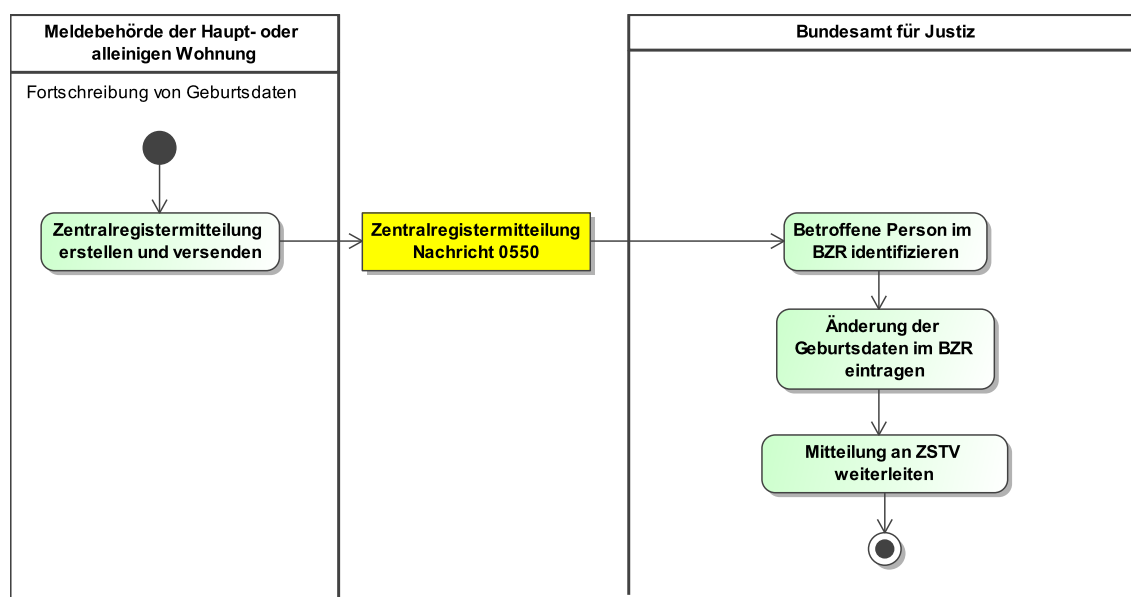 Meldebehörde der Haupt- oder
alleinigen Wohnung
Bundesamt für Justiz
Fortschreibung von Geburtsdaten
Zentralregistermitteilung
erstellen und versenden
Zentralregistermitteilung
Nachricht 0550
Betroffene Person im
BZR identifizieren
Änderung der
Geburtsdaten im BZR
eintragen
Mitteilung an ZSTV
weiterleiten